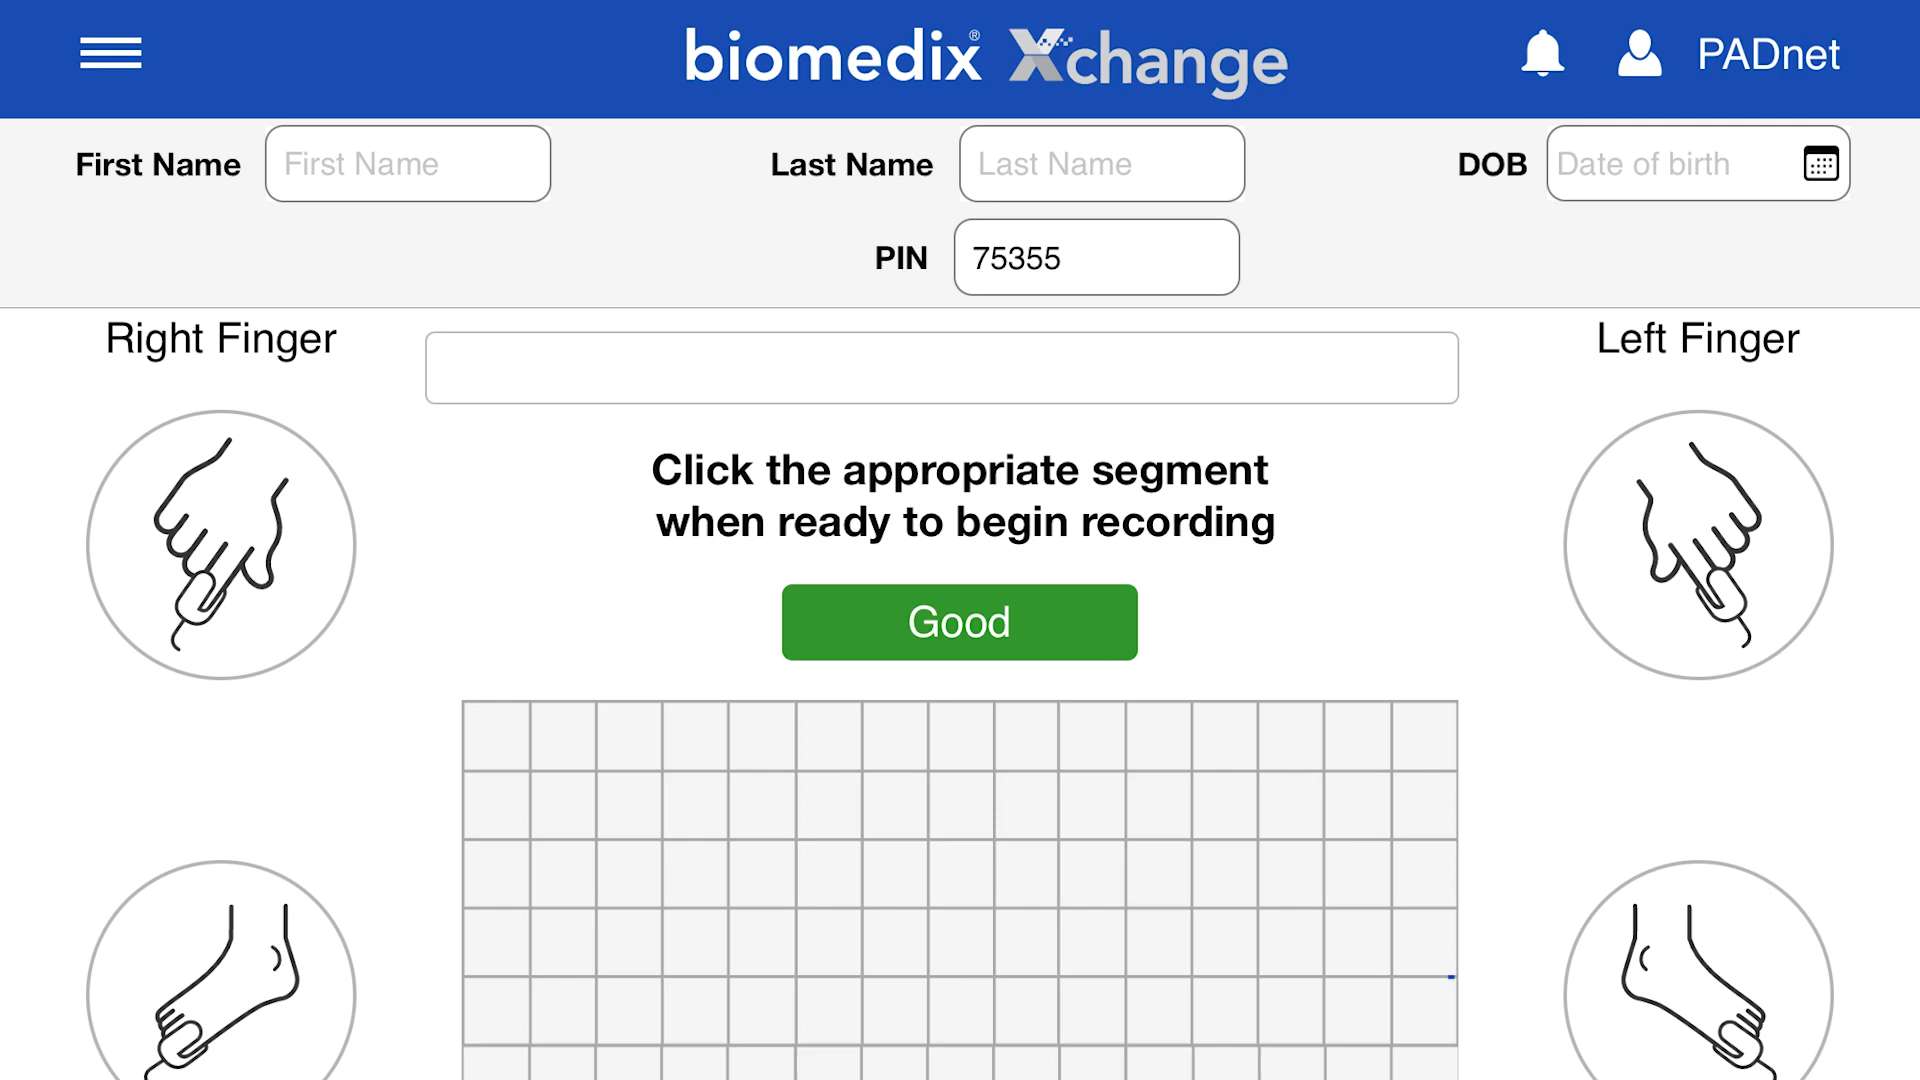 biomedix® Xchange
PADnet
First Name First Name Last Name Last Name DOB Date of birth
PIN 75355
Right Finger
Left Finger
Click the appropriate segment
when ready to begin recording
Good